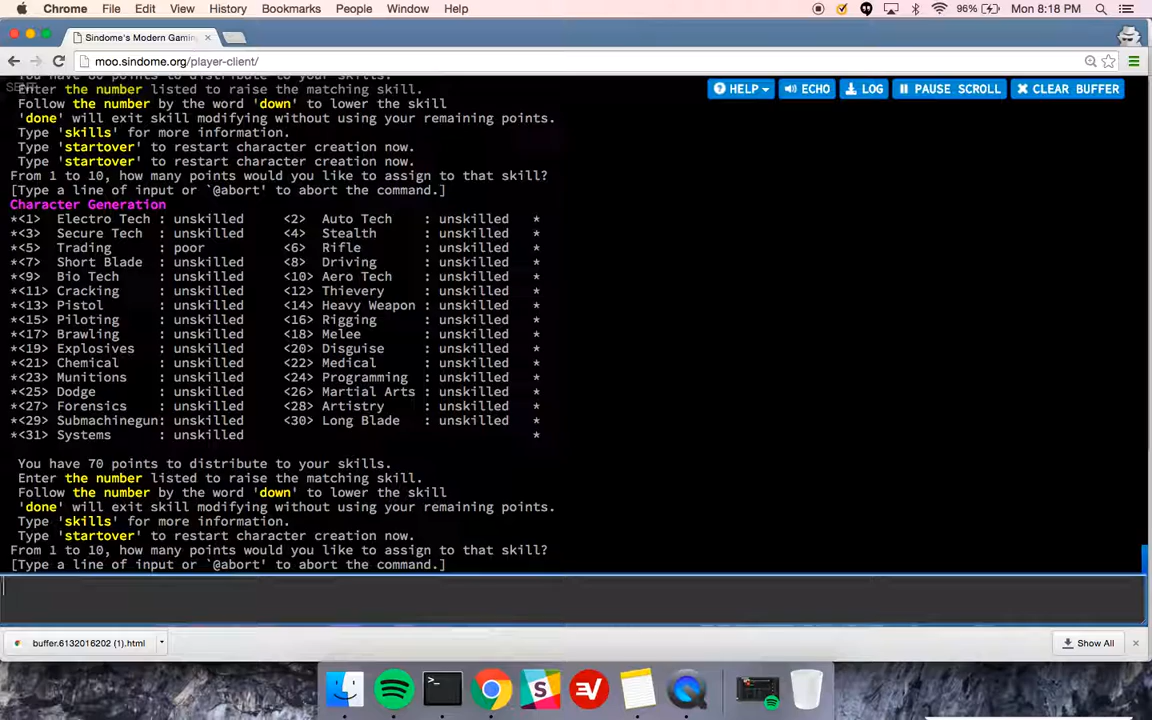 Chrome File Edit View History Bookmarks People Window Help 96% Mon 8:18 PM
Sindome's Modern Gamin
moo.sindome.org/player-client/
HELP ECHO LOG PAUSE SCROLL CLEAR BUFFER
Enter the number listed to raise the matching skill.
Follow the number by the word 'down' to lower the skill
'done' will exit skill modifying without using your remaining points.
Type 'skills' for more information.
Type 'startover' to restart character creation now.
Type 'startover' to restart character creation now.
From 1 to 10, how many points would you like to assign to that skill?
[Type a line of input or `@abort' to abort the command.]
Character Generation
*<1> Electro Tech : unskilled <2> Auto Tech : unskilled *
*<3> Secure Tech : unskilled <4> Stealth : unskilled *
*<5> Trading : poor <6> Rifle : unskilled *
*<7> Short Blade : unskilled <8> Driving : unskilled *
*<9> Bio Tech : unskilled <10> Aero Tech : unskilled *
*<11> Cracking : unskilled <12> Thievery : unskilled *
*<13> Pistol : unskilled <14> Heavy Weapon : unskilled *
*<15> Piloting : unskilled <16> Rigging : unskilled *
*<17> Brawling : unskilled <18> Melee : unskilled *
*<19> Explosives : unskilled <20> Disguise : unskilled *
*<21> Chemical : unskilled <22> Medical : unskilled *
*<23> Munitions : unskilled <24> Programming : unskilled *
*<25> Dodge : unskilled <26> Martial Arts : unskilled *
*<27> Forensics : unskilled <28> Artistry : unskilled *
*<29> Submachinegun: unskilled <30> Long Blade : unskilled *
*<31> Systems : unskilled *
You have 70 points to distribute to your skills.
Enter the number listed to raise the matching skill.
Follow the number by the word 'down' to lower the skill
'done' will exit skill modifying without using your remaining points.
Type 'skills' for more information.
Type 'startover' to restart character creation now.
From 1 to 10, how many points would you like to assign to that skill?
[Type a line of input or `@abort' to abort the command.]
buffer.6132016202 (1).html Show All